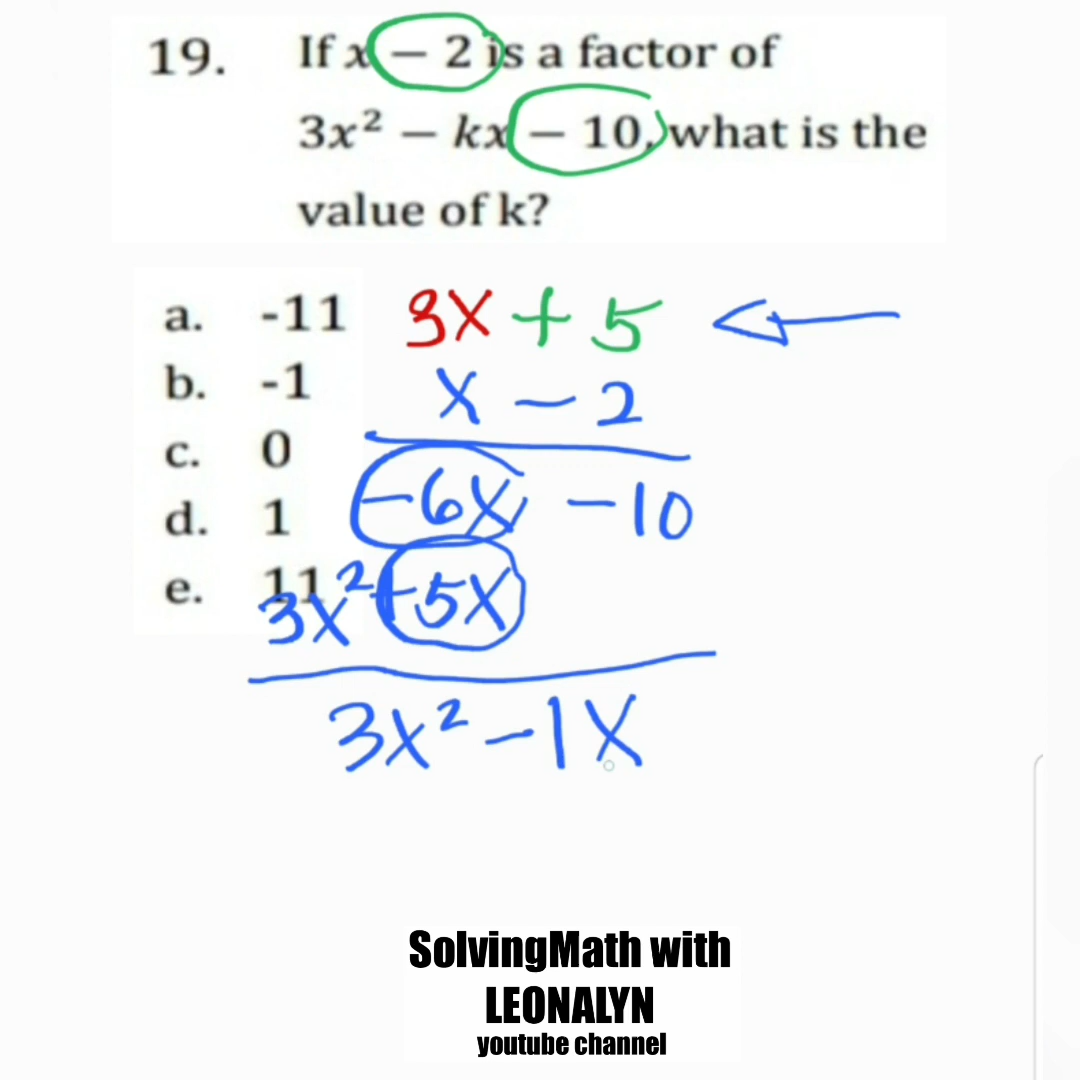 19. If x − 2 is a factor of
3x² − kx − 10, what is the
value of k?
a. -11
b. -1
c. 0
d. 1
e. 11
3X + 5
X − 2
−6X −10
3X² +5X
3X² −1X
SolvingMath with
LEONALYN
youtube channel